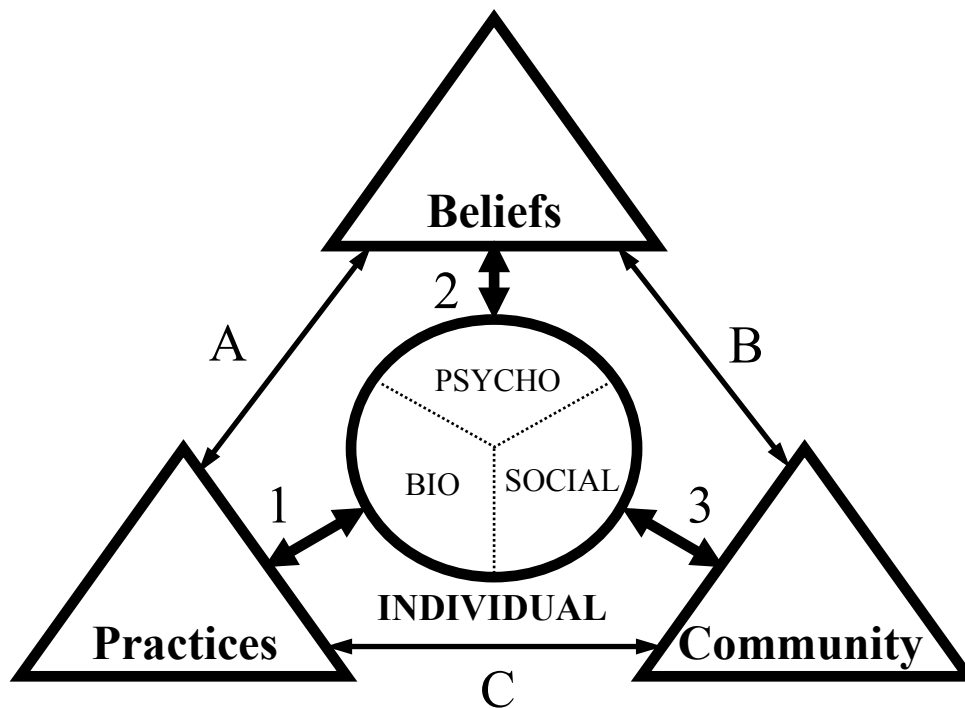 Beliefs
2
A
B
PSYCHO
BIO
SOCIAL
1
3
INDIVIDUAL
Practices
Community
C